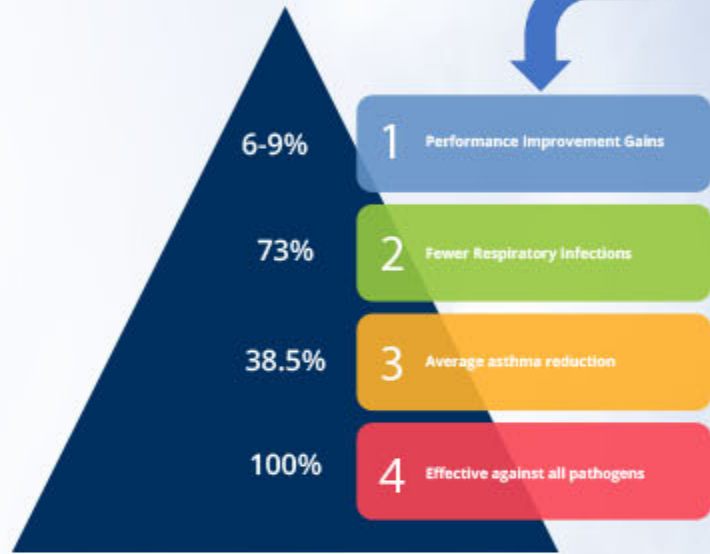 6-9%
1 Performance Improvement Gains
73%
2 Fewer Respiratory Infections
38.5%
3 Average asthma reduction
100%
4 Effective against all pathogens